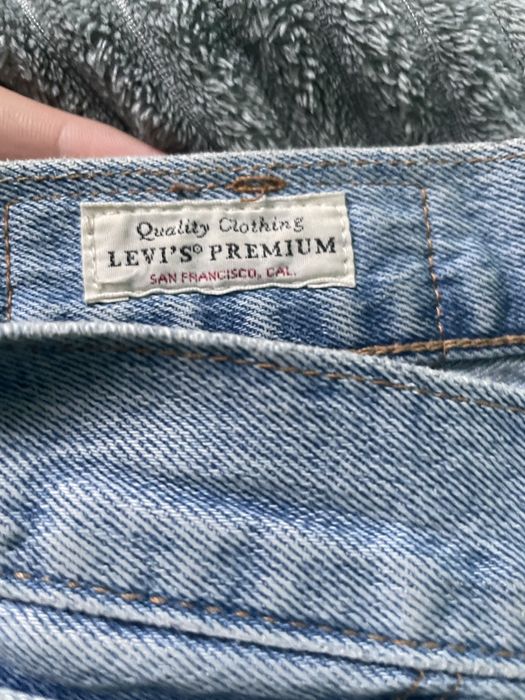 Quality Clothing
LEVI'S® PREMIUM
SAN FRANCISCO, CAL.